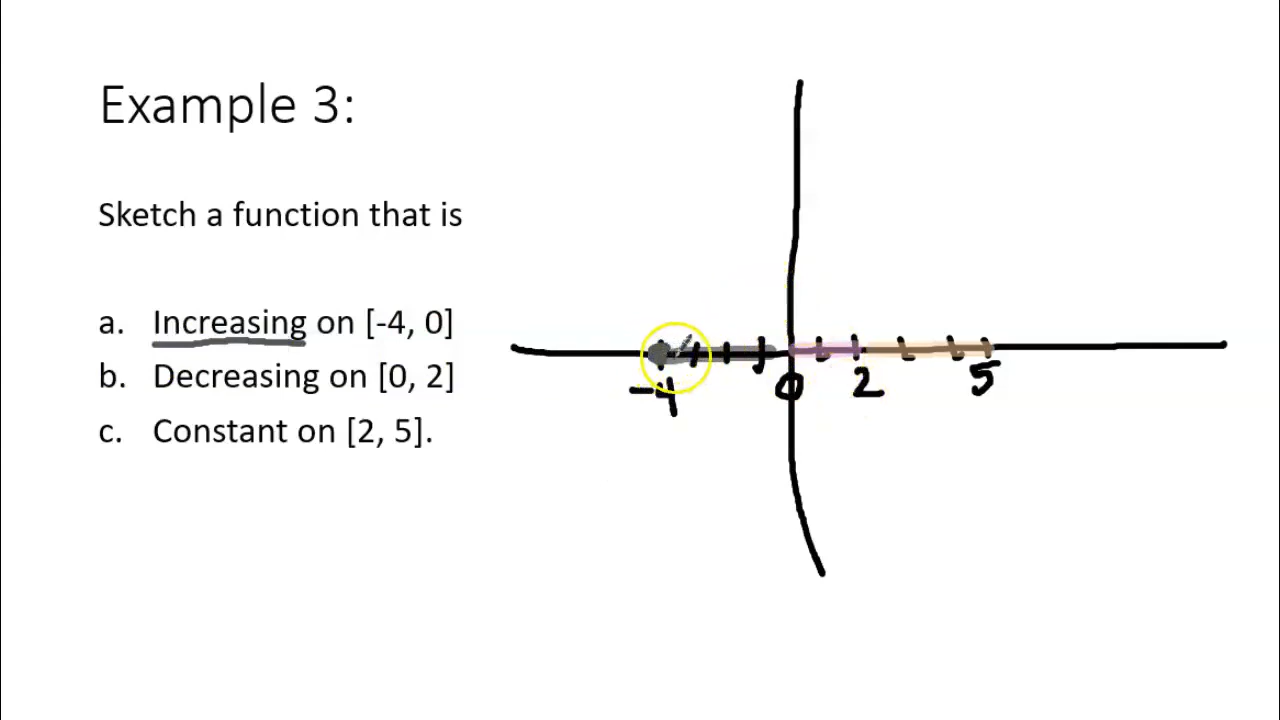 Example 3:
Sketch a function that is
a. Increasing on [-4, 0]
b. Decreasing on [0, 2]
c. Constant on [2, 5].
-4 0 2 5